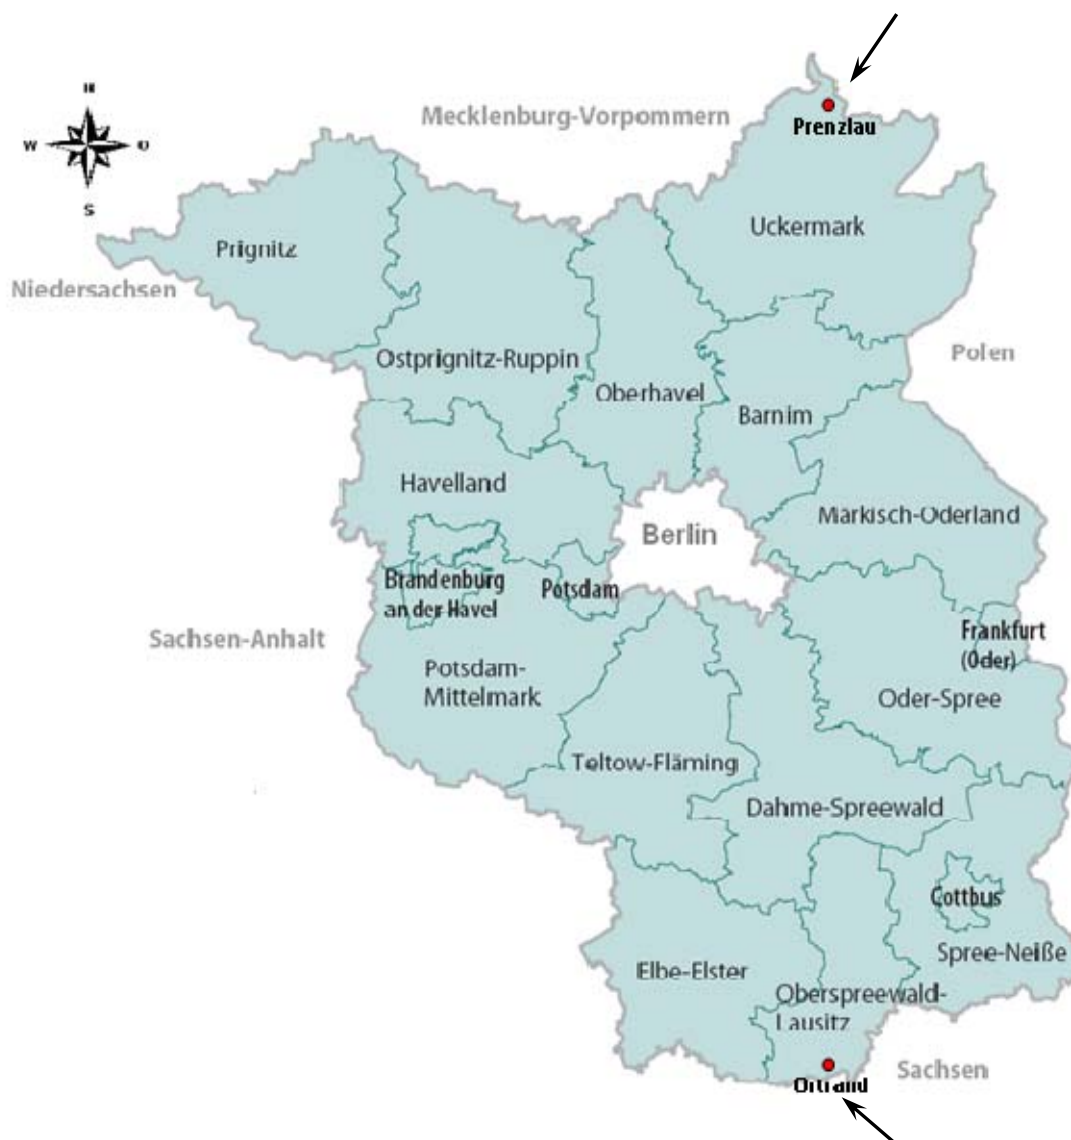 N
W
O
S
Mecklenburg-Vorpommern
Prenzlau
Uckermark
Prignitz
Niedersachsen
Ostprignitz-Ruppin
Polen
Oberhavel
Barnim
Havelland
Märkisch-Oderland
Berlin
Brandenburg
an der Havel
Potsdam
Sachsen-Anhalt
Frankfurt
(Oder)
Potsdam-
Mittelmark
Oder-Spree
Teltow-Fläming
Dahme-Spreewald
Cottbus
Spree-Neiße
Elbe-Elster
Oberspreewald-
Lausitz
Sachsen
Ortrand